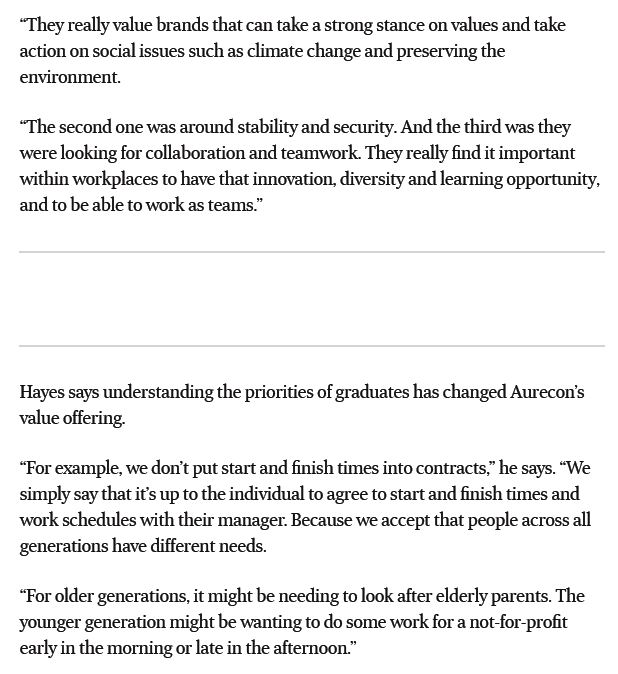 “They really value brands that can take a strong stance on values and take
action on social issues such as climate change and preserving the
environment.
“The second one was around stability and security. And the third was they
were looking for collaboration and teamwork. They really find it important
within workplaces to have that innovation, diversity and learning opportunity,
and to be able to work as teams.”
Hayes says understanding the priorities of graduates has changed Aurecon’s
value offering.
“For example, we don’t put start and finish times into contracts,” he says. “We
simply say that it’s up to the individual to agree to start and finish times and
work schedules with their manager. Because we accept that people across all
generations have different needs.
“For older generations, it might be needing to look after elderly parents. The
younger generation might be wanting to do some work for a not-for-profit
early in the morning or late in the afternoon.”